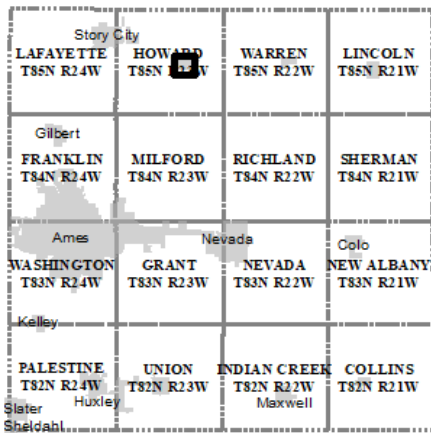 Story City
LAFAYETTE HOWARD WARREN LINCOLN
T85N R24W T85N R23W T85N R22W T85N R21W
Gilbert
FRANKLIN MILFORD RICHLAND SHERMAN
T84N R24W T84N R23W T84N R22W T84N R21W
Ames Nevada Colo
WASHINGTON GRANT NEVADA NEW ALBANY
T83N R24W T83N R23W T83N R22W T83N R21W
Kelley
PALESTINE UNION INDIAN CREEK COLLINS
T82N R24W T82N R23W T82N R22W T82N R21W
Huxley Maxwell
Slater
Sheldahl